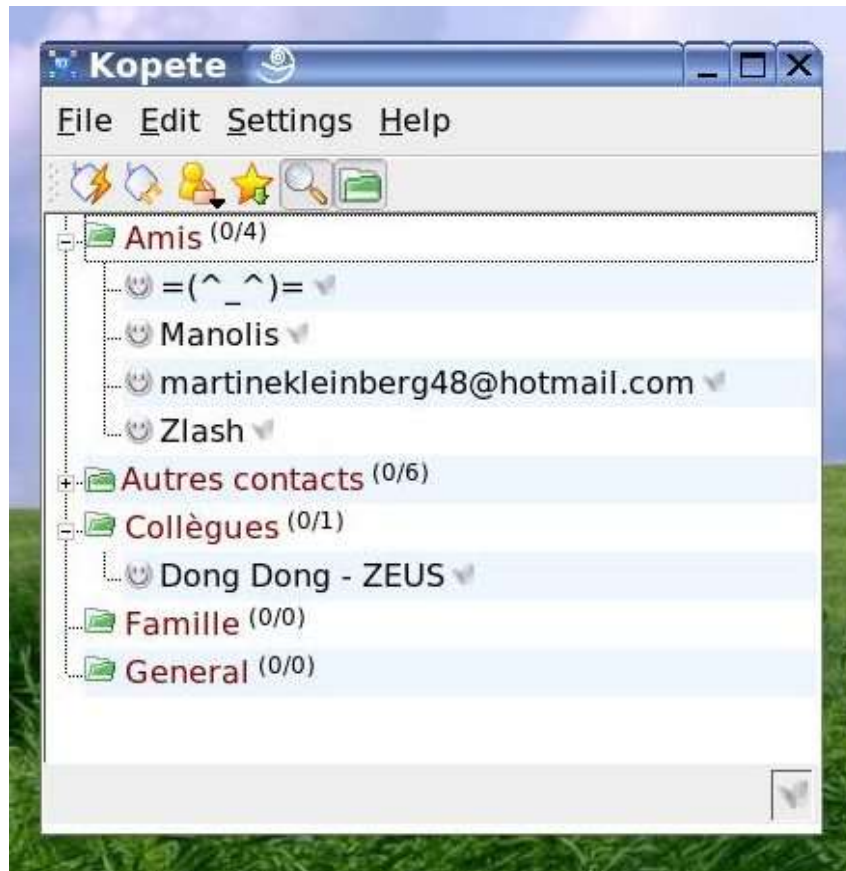 Kopete
File Edit Settings Help
Amis (0/4)
=(^_^)=
Manolis
martinekleinberg48@hotmail.com
Zlash
Autres contacts (0/6)
Collègues (0/1)
Dong Dong - ZEUS
Famille (0/0)
General (0/0)